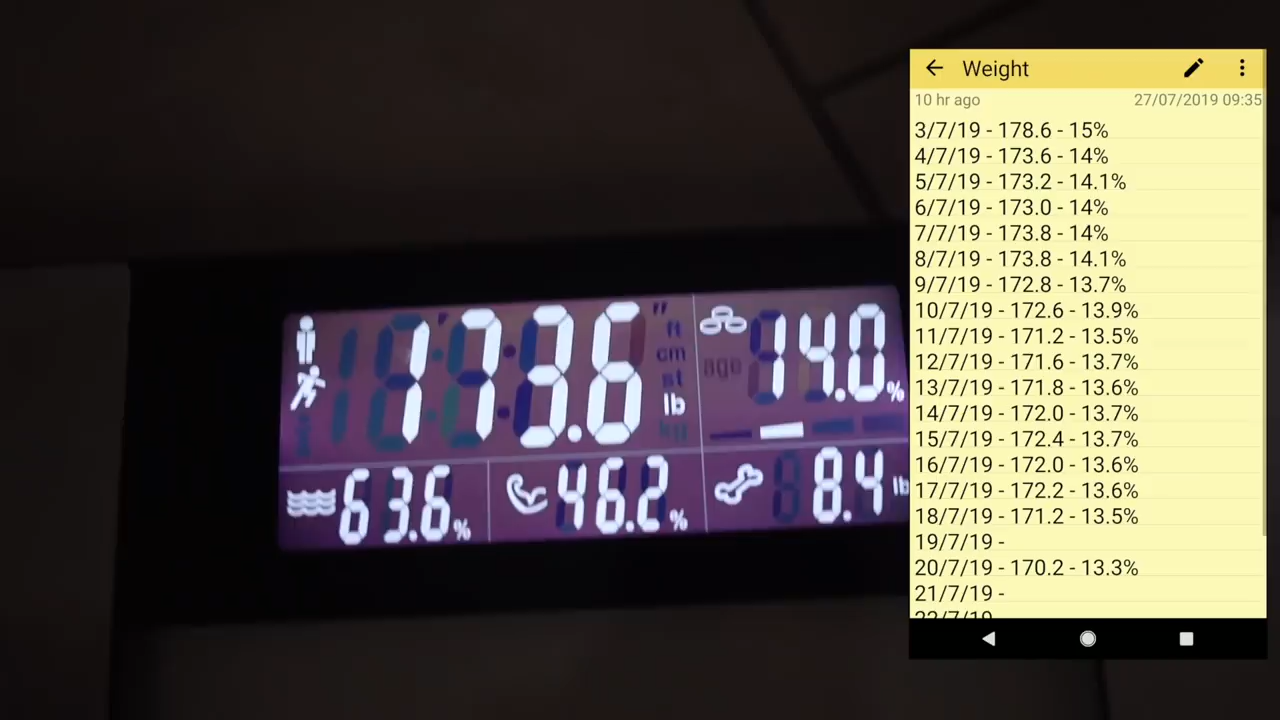 173.6
ft
cm
st
lb
kg
age
14.0
%
63.6 %
46.2 %
8.4 lb
Weight
10 hr ago 27/07/2019 09:35
3/7/19 - 178.6 - 15%
4/7/19 - 173.6 - 14%
5/7/19 - 173.2 - 14.1%
6/7/19 - 173.0 - 14%
7/7/19 - 173.8 - 14%
8/7/19 - 173.8 - 14.1%
9/7/19 - 172.8 - 13.7%
10/7/19 - 172.6 - 13.9%
11/7/19 - 171.2 - 13.5%
12/7/19 - 171.6 - 13.7%
13/7/19 - 171.8 - 13.6%
14/7/19 - 172.0 - 13.7%
15/7/19 - 172.4 - 13.7%
16/7/19 - 172.0 - 13.6%
17/7/19 - 172.2 - 13.6%
18/7/19 - 171.2 - 13.5%
19/7/19 -
20/7/19 - 170.2 - 13.3%
21/7/19 -